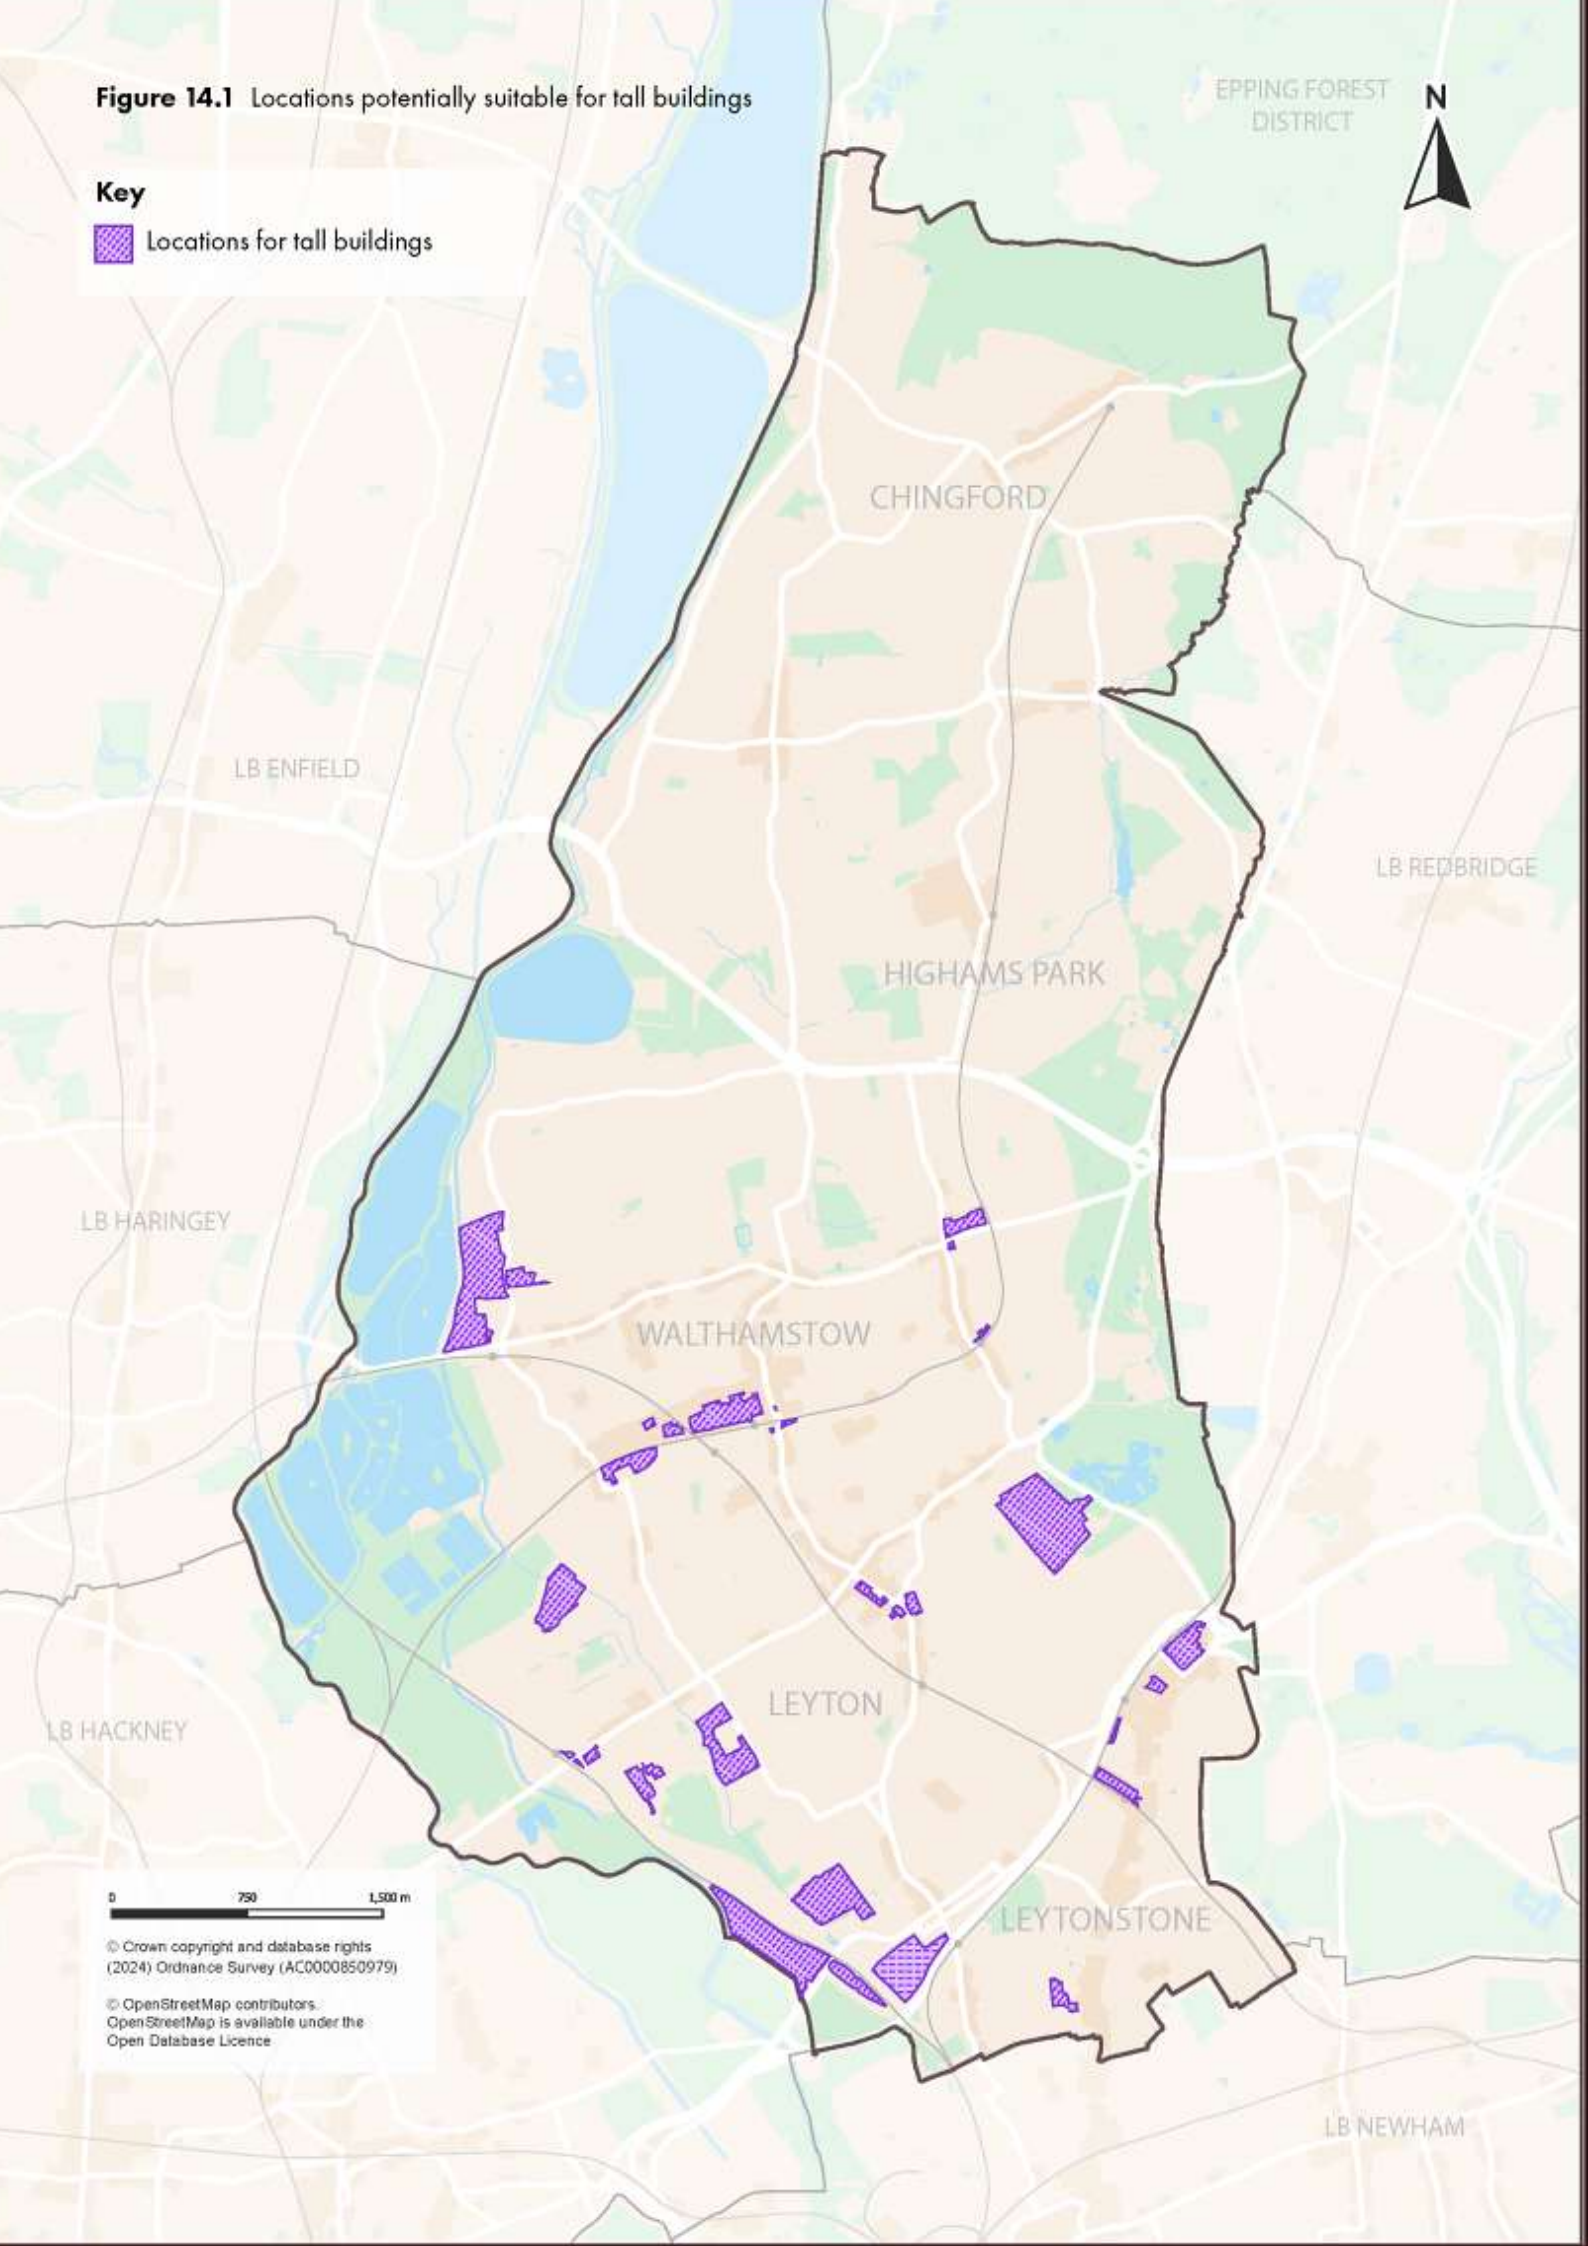 Figure 14.1 Locations potentially suitable for tall buildings
EPPING FOREST
DISTRICT
N
Key
Locations for tall buildings
CHINGFORD
LB ENFIELD
LB REDBRIDGE
HIGHAMS PARK
LB HARINGEY
WALTHAMSTOW
LEYTON
LB HACKNEY
0 750 1,500 m
LEYTONSTONE
© Crown copyright and database rights
(2024) Ordnance Survey (AC0000850979)
© OpenStreetMap contributors.
OpenStreetMap is available under the
Open Database Licence
LB NEWHAM